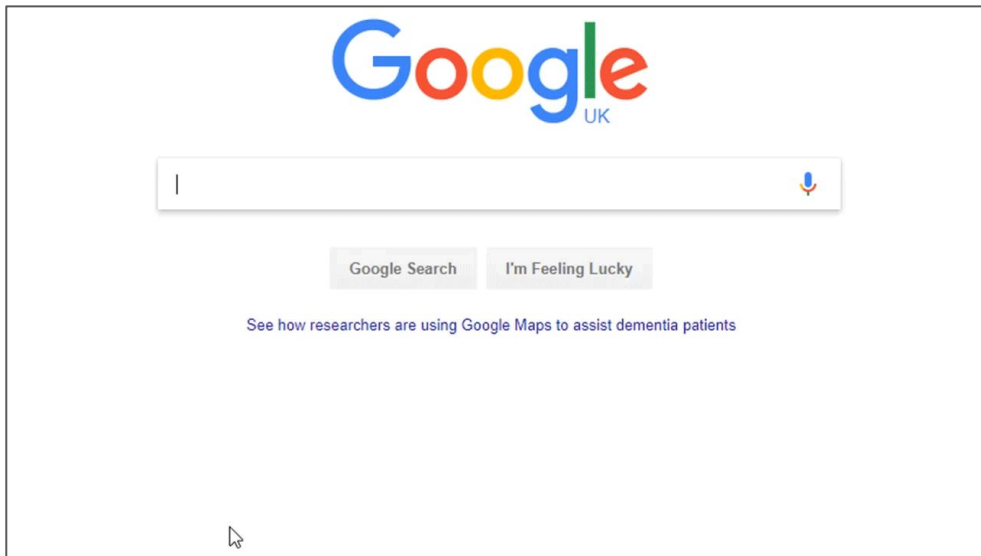 Google
UK
Google Search
I'm Feeling Lucky
See how researchers are using Google Maps to assist dementia patients